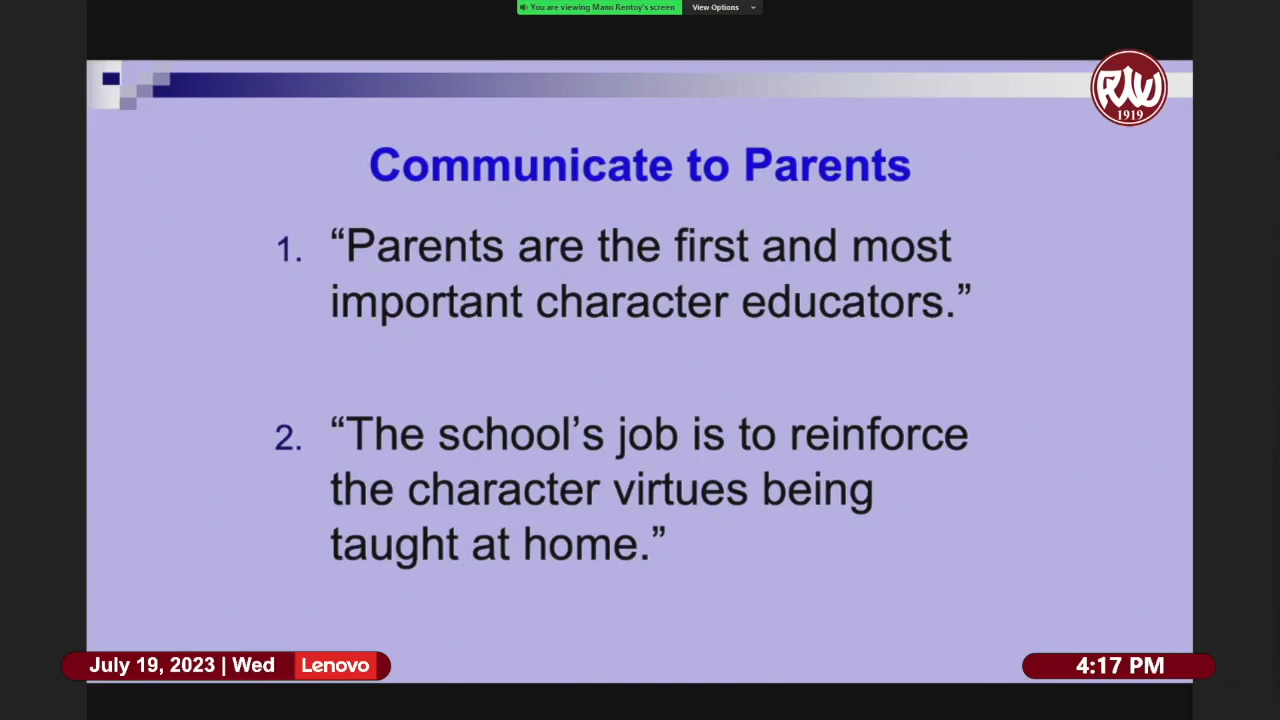 You are viewing Mann Rentoy's screen
View Options
1919
Communicate to Parents
1. “Parents are the first and most
important character educators.”
2. “The school’s job is to reinforce
the character virtues being
taught at home.”
July 19, 2023 | Wed
Lenovo
4:17 PM